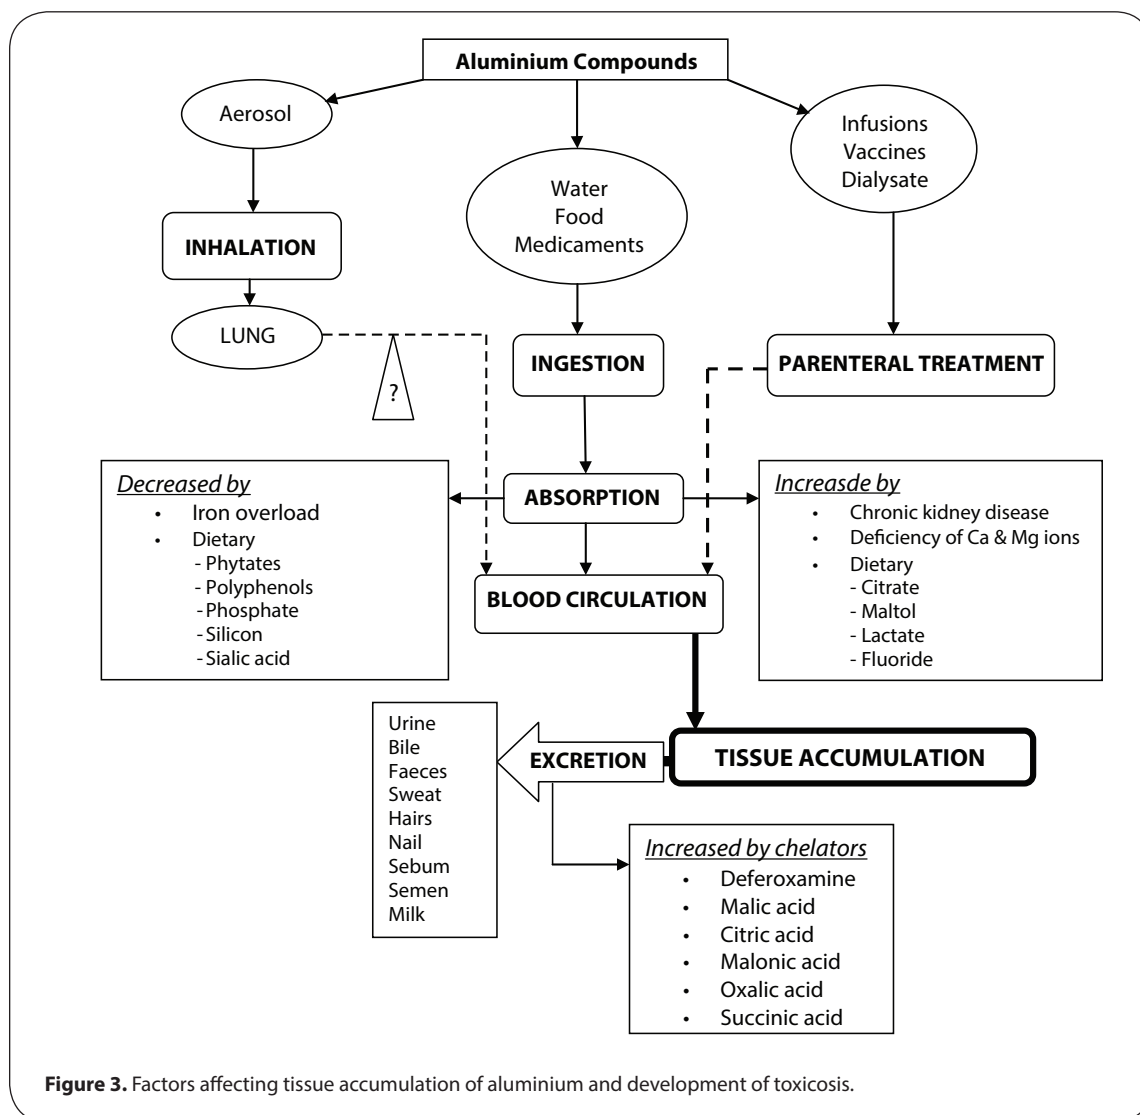 Aluminium Compounds
Aerosol
Infusions
Vaccines
Dialysate
Water
Food
Medicaments
INHALATION
LUNG
?
INGESTION
PARENTERAL TREATMENT
Decreased by
• Iron overload
• Dietary
- Phytates
- Polyphenols
- Phosphate
- Silicon
- Sialic acid
ABSORPTION
Increasde by
• Chronic kidney disease
• Deficiency of Ca & Mg ions
• Dietary
- Citrate
- Maltol
- Lactate
- Fluoride
BLOOD CIRCULATION
TISSUE ACCUMULATION
EXCRETION
Urine
Bile
Faeces
Sweat
Hairs
Nail
Sebum
Semen
Milk
Increased by chelators
• Deferoxamine
• Malic acid
• Citric acid
• Malonic acid
• Oxalic acid
• Succinic acid
Figure 3. Factors affecting tissue accumulation of aluminium and development of toxicosis.